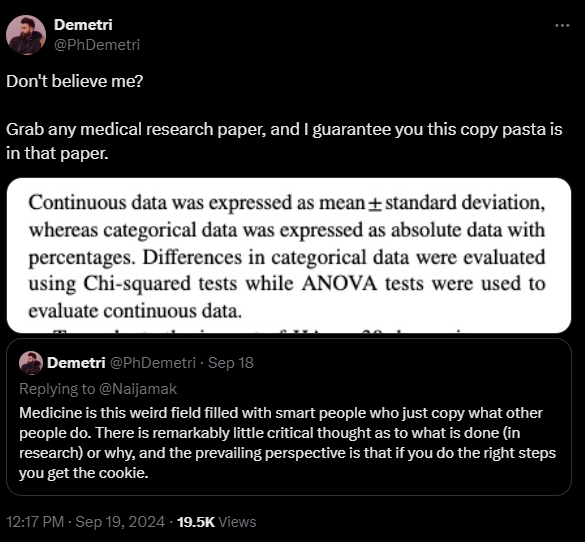 Demetri
@PhDemetri
Don't believe me?
Grab any medical research paper, and I guarantee you this copy pasta is
in that paper.
Continuous data was expressed as mean ± standard deviation,
whereas categorical data was expressed as absolute data with
percentages. Differences in categorical data were evaluated
using Chi-squared tests while ANOVA tests were used to
evaluate continuous data.
Demetri @PhDemetri · Sep 18
Replying to @Naijamak
Medicine is this weird field filled with smart people who just copy what other
people do. There is remarkably little critical thought as to what is done (in
research) or why, and the prevailing perspective is that if you do the right steps
you get the cookie.
12:17 PM · Sep 19, 2024 · 19.5K Views